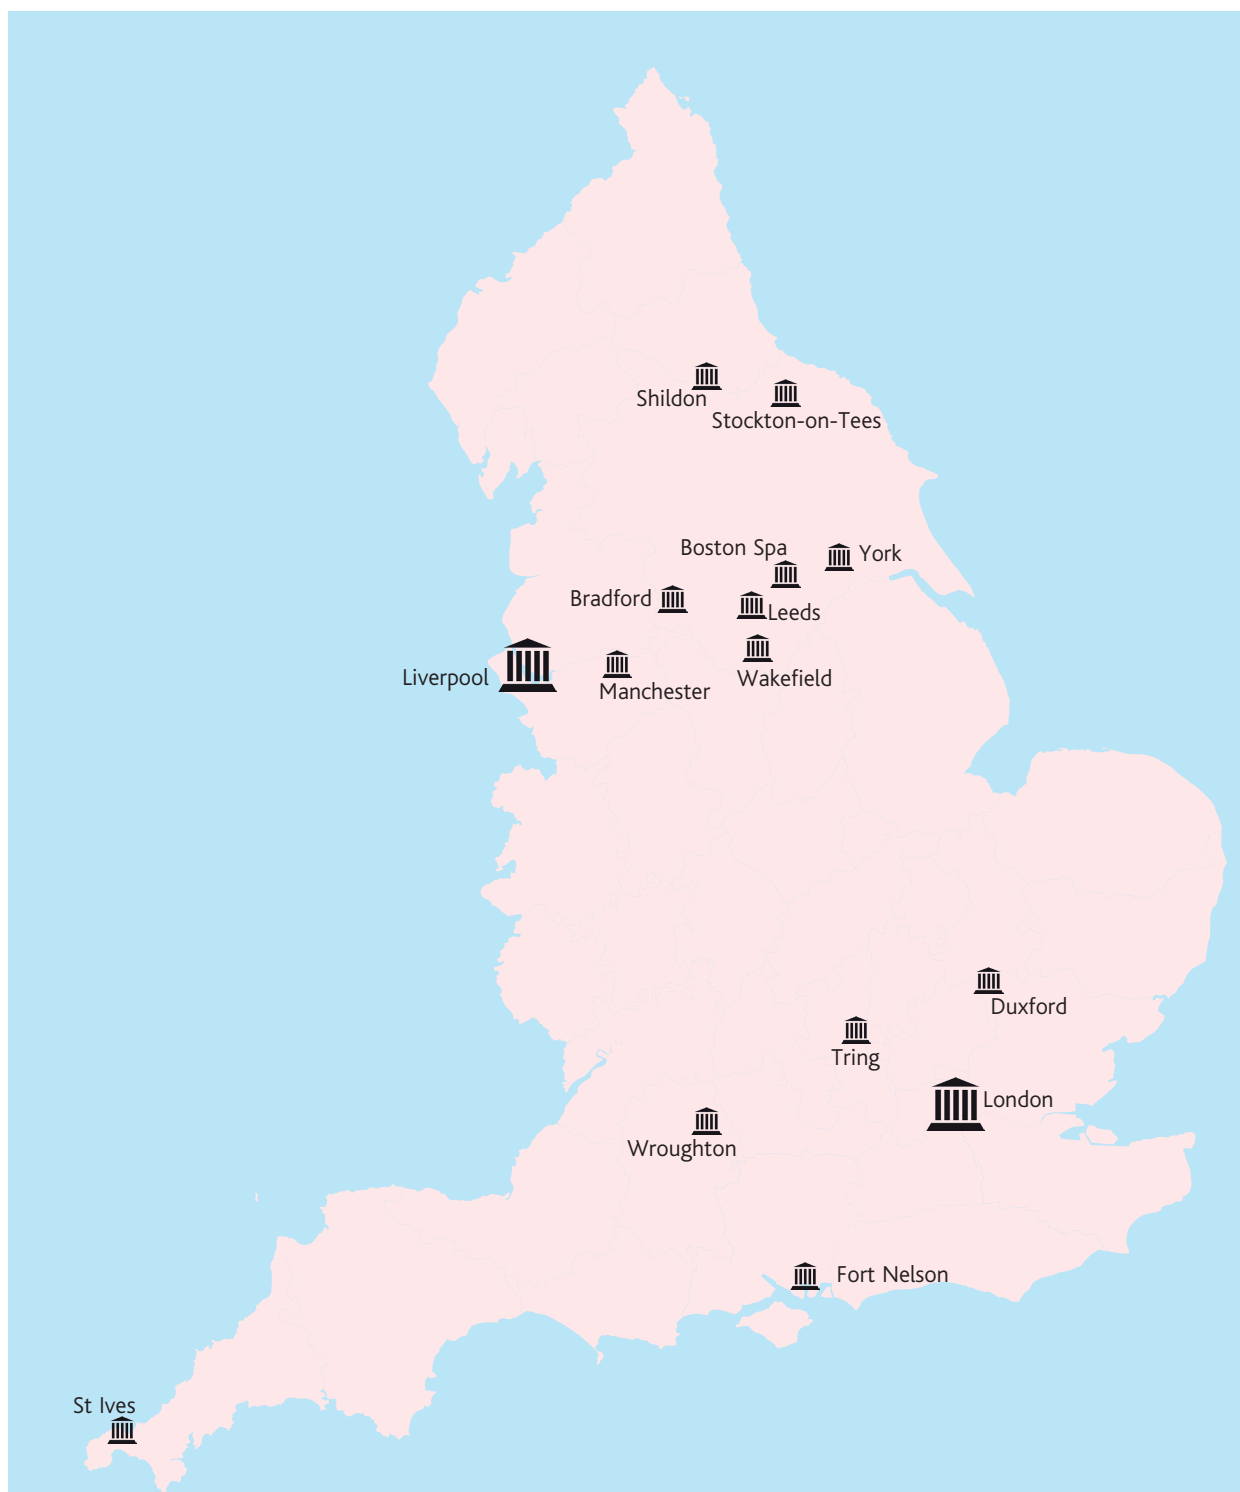 Shildon
Stockton-on-Tees
Boston Spa
York
Bradford
Leeds
Liverpool
Manchester
Wakefield
Duxford
Tring
London
Wroughton
Fort Nelson
St Ives